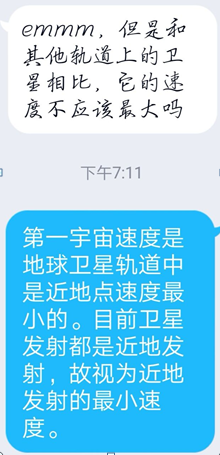 emmm，但是和
其他轨道上的卫
星相比，它的速
度不应该最大吗
下午7:11
第一宇宙速度是
地球卫星轨道中
是近地点速度最
小的。目前卫星
发射都是近地发
射，故视为近地
发射的最小速
度。